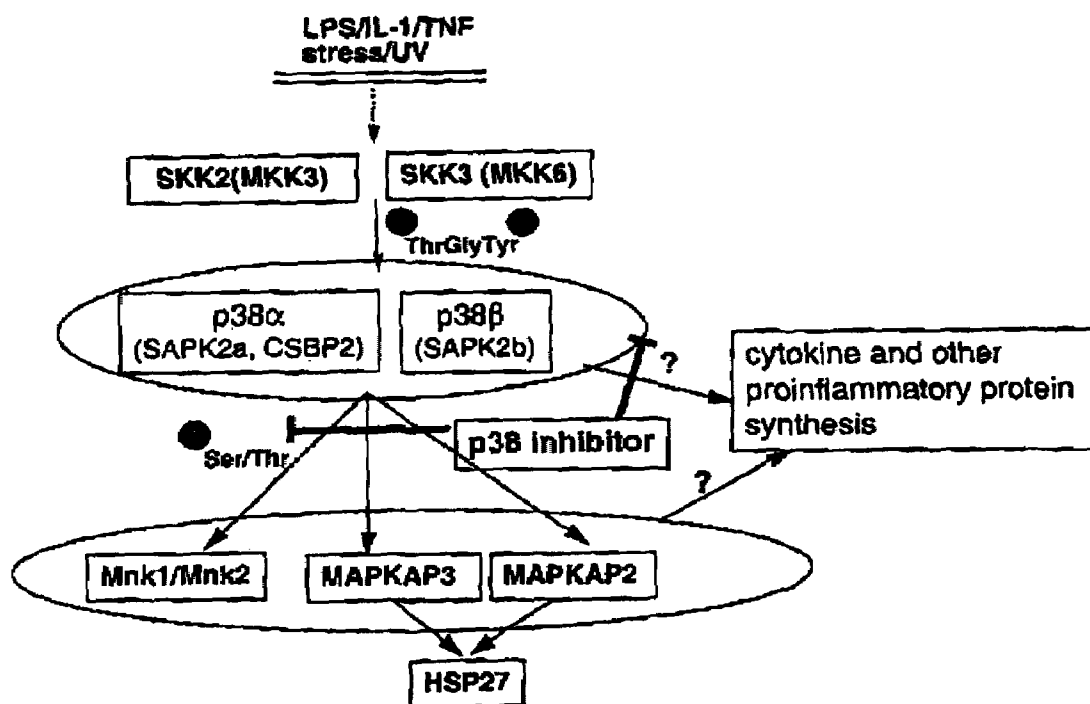 LPS/IL-1/TNF
stress/UV
SKK2(MKK3)
SKK3 (MKK6)
ThrGlyTyr
p38α
(SAPK2a, CSBP2)
p38β
(SAPK2b)
?
cytokine and other
proinflammatory protein
synthesis
p38 inhibitor
Ser/Thr
?
Mnk1/Mnk2
MAPKAP3
MAPKAP2
HSP27